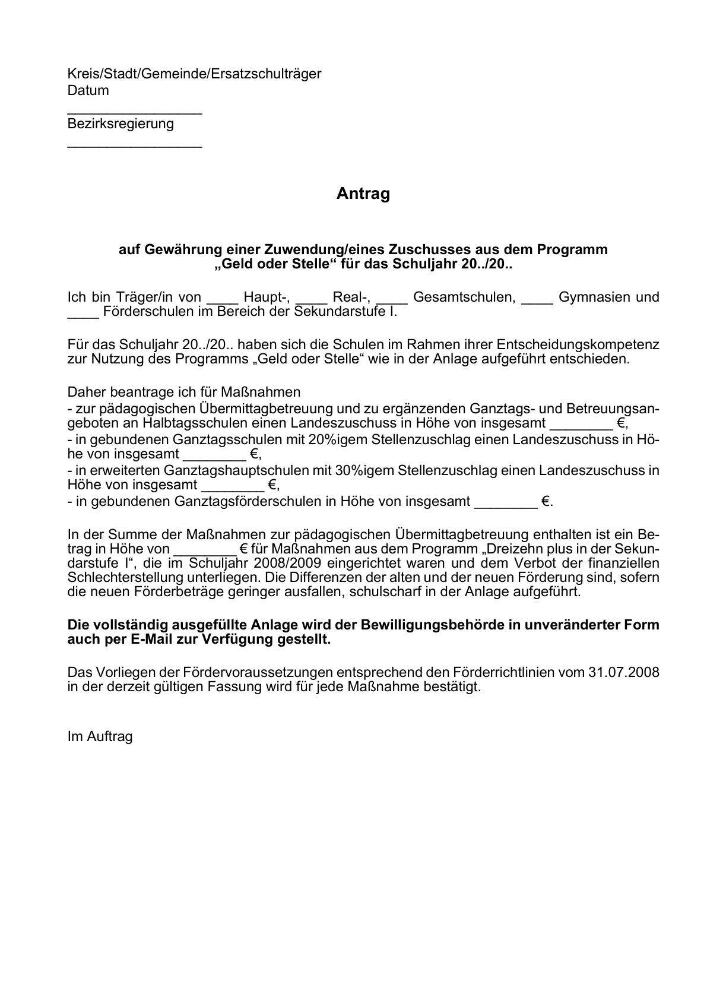 Kreis/Stadt/Gemeinde/Ersatzschulträger
Datum
_________________
Bezirksregierung
_________________
Antrag
auf Gewährung einer Zuwendung/eines Zuschusses aus dem Programm
„Geld oder Stelle“ für das Schuljahr 20../20..
Ich bin Träger/in von ____ Haupt-, ____ Real-, ____ Gesamtschulen, ____ Gymnasien und
____ Förderschulen im Bereich der Sekundarstufe I.
Für das Schuljahr 20../20.. haben sich die Schulen im Rahmen ihrer Entscheidungskompetenz
zur Nutzung des Programms „Geld oder Stelle“ wie in der Anlage aufgeführt entschieden.
Daher beantrage ich für Maßnahmen
- zur pädagogischen Übermittagbetreuung und zu ergänzenden Ganztags- und Betreuungsan-
geboten an Halbtagsschulen einen Landeszuschuss in Höhe von insgesamt ________ €,
- in gebundenen Ganztagsschulen mit 20%igem Stellenzuschlag einen Landeszuschuss in Hö-
he von insgesamt ________ €,
- in erweiterten Ganztagshauptschulen mit 30%igem Stellenzuschlag einen Landeszuschuss in
Höhe von insgesamt ________ €,
- in gebundenen Ganztagsförderschulen in Höhe von insgesamt ________ €.
In der Summe der Maßnahmen zur pädagogischen Übermittagbetreuung enthalten ist ein Be-
trag in Höhe von ________ € für Maßnahmen aus dem Programm „Dreizehn plus in der Sekun-
darstufe I“, die im Schuljahr 2008/2009 eingerichtet waren und dem Verbot der finanziellen
Schlechterstellung unterliegen. Die Differenzen der alten und der neuen Förderung sind, sofern
die neuen Förderbeträge geringer ausfallen, schulscharf in der Anlage aufgeführt.
Die vollständig ausgefüllte Anlage wird der Bewilligungsbehörde in unveränderter Form
auch per E-Mail zur Verfügung gestellt.
Das Vorliegen der Fördervoraussetzungen entsprechend den Förderrichtlinien vom 31.07.2008
in der derzeit gültigen Fassung wird für jede Maßnahme bestätigt.
Im Auftrag